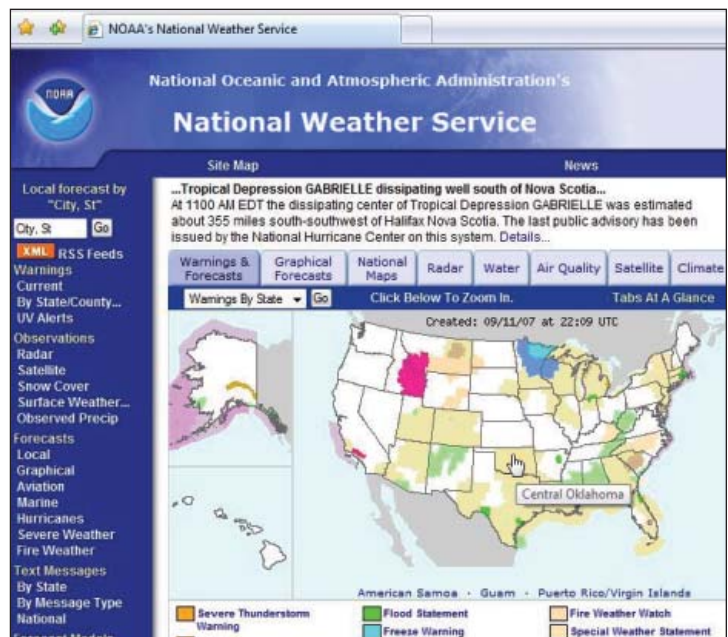 NOAA's National Weather Service
NOAA
National Oceanic and Atmospheric Administration's
National Weather Service
Site Map
News
Local forecast by
"City, St"
City, St
Go
XML RSS Feeds
Warnings
Current
By State/County...
UV Alerts
Observations
Radar
Satellite
Snow Cover
Surface Weather...
Observed Precip
Forecasts
Local
Graphical
Aviation
Marine
Hurricanes
Severe Weather
Fire Weather
Text Messages
By State
By Message Type
National
Forecast Models
...Tropical Depression GABRIELLE dissipating well south of Nova Scotia...
At 1100 AM EDT the dissipating center of Tropical Depression GABRIELLE was estimated
about 355 miles south-southwest of Halifax Nova Scotia. The last public advisory has been
issued by the National Hurricane Center on this system. Details...
Warnings & Forecasts
Graphical Forecasts
National Maps
Radar
Water
Air Quality
Satellite
Climate
Warnings By State
Go
Click Below To Zoom In.
Tabs At A Glance
Created: 09/11/07 at 22:09 UTC
Central Oklahoma
American Samoa · Guam · Puerto Rico/Virgin Islands
Severe Thunderstorm
Warning
Flood Statement
Freeze Warning
Fire Weather Watch
Special Weather Statement